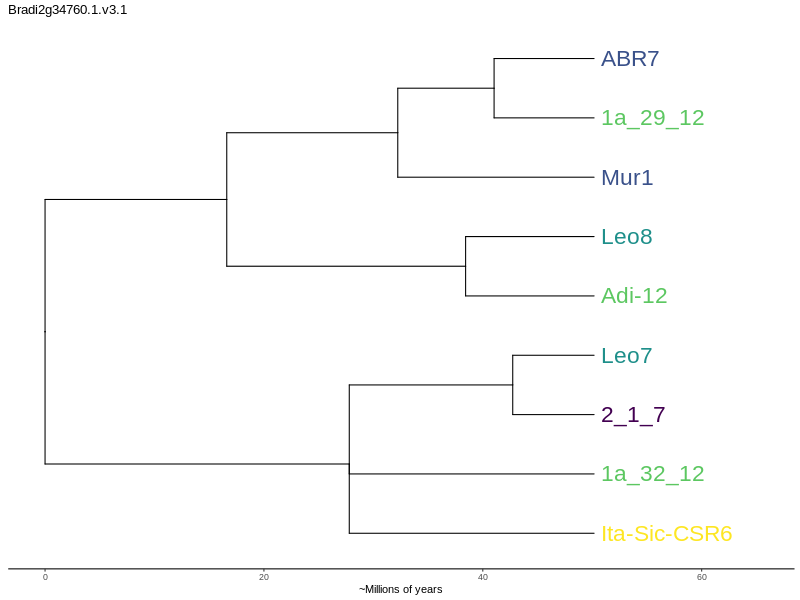 Bradi2g34760.1.v3.1
ABR7
1a_29_12
Mur1
Leo8
Adi-12
Leo7
2_1_7
1a_32_12
Ita-Sic-CSR6
0 20 40 60
~Millions of years